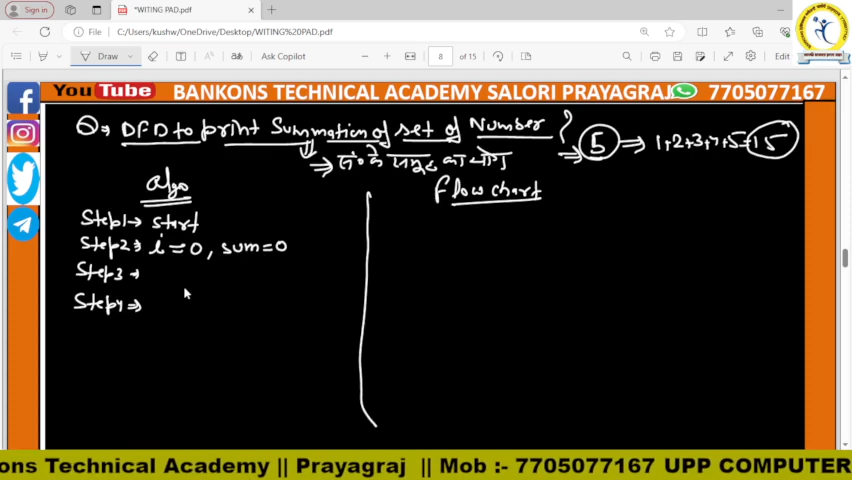 Sign in
*WITING PAD.pdf
File
C:/Users/kushw/OneDrive/Desktop/WITING%20PAD.pdf
Draw
Ask Copilot
8 of 15
Edit
You Tube BANKONS TECHNICAL ACADEMY SALORI PRAYAGRAJ 7705077167
Q⇒ DFD to print Summation of set of Number ?
5 ⇒ 1+2+3+4+5=15
⇒ सं० के समूह का योग
Algo
Flow chart
Step1→ start
Step2⇒ i=0, sum=0
Step3→
Step4⇒
ons Technical Academy || Prayagraj || Mob :- 7705077167 UPP COMPUTER